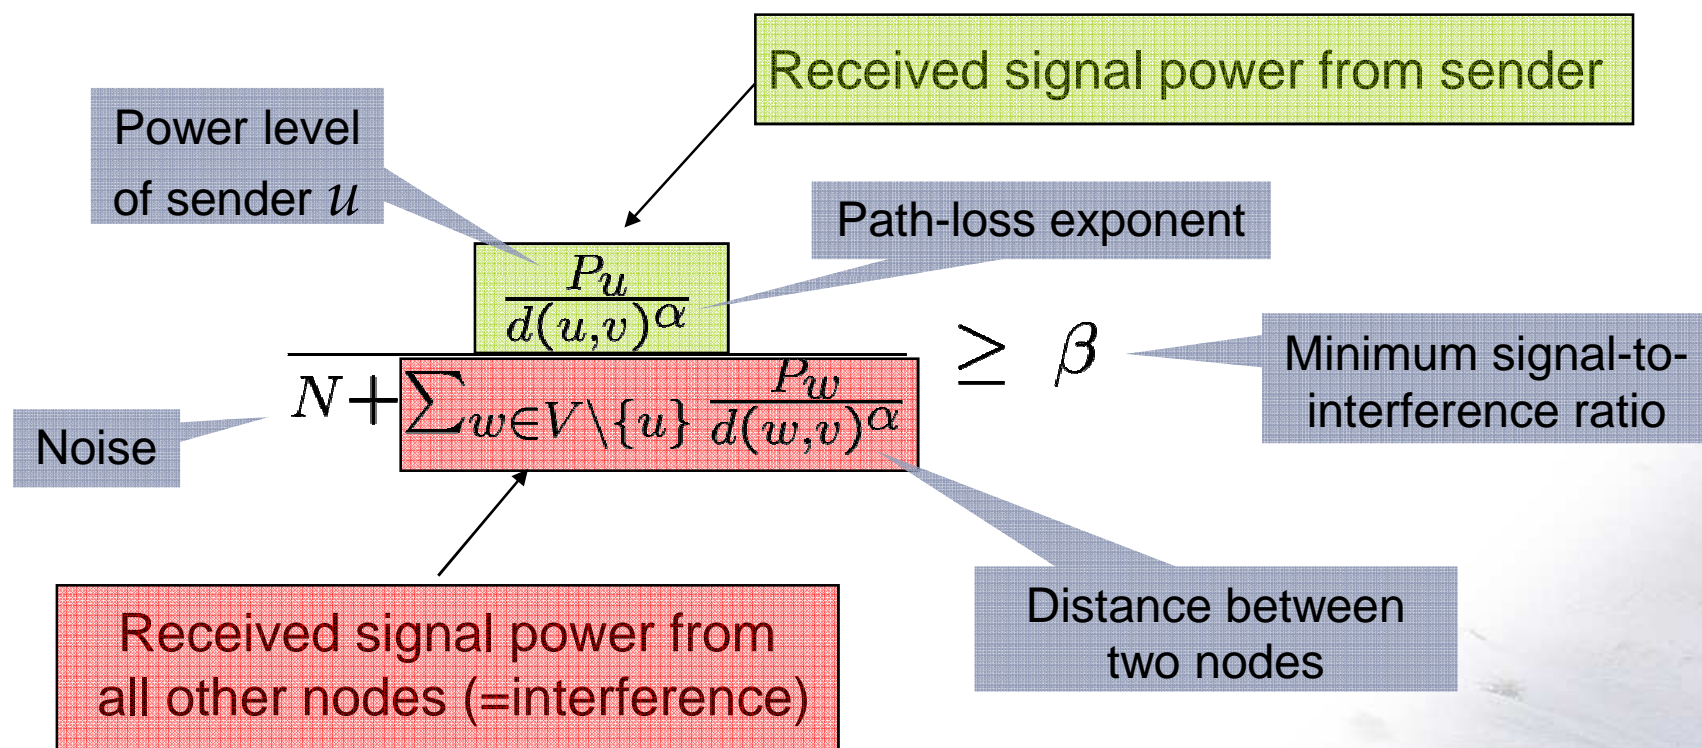 Received signal power from sender
Power level
of sender u
Path-loss exponent
P_u
d(u,v)^α
≥ β
N+∑_{w∈V\{u}} P_w
d(w,v)^α
Minimum signal-to-
interference ratio
Noise
Distance between
two nodes
Received signal power from
all other nodes (=interference)